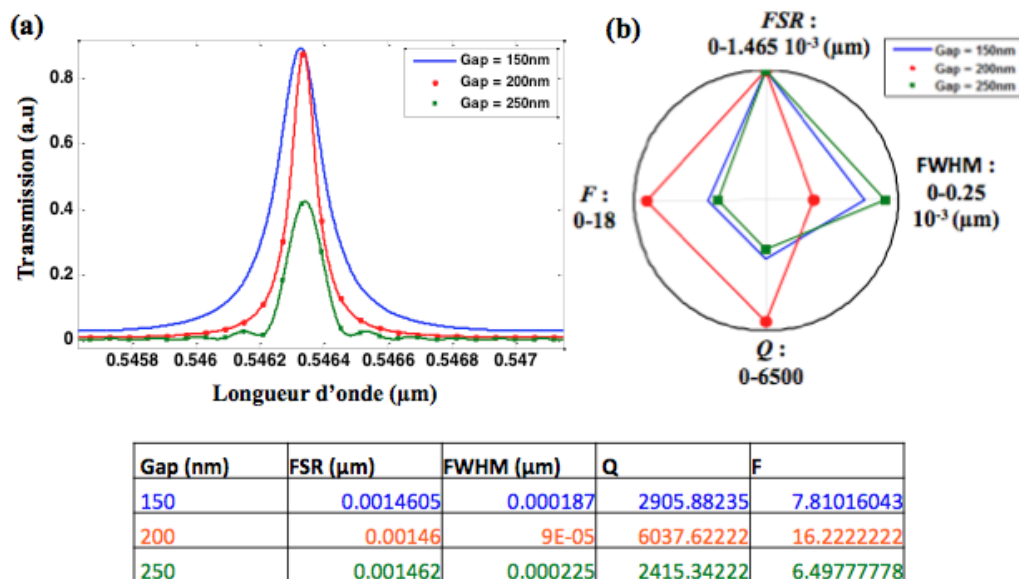 (a)
Transmission (a.u)
0.8
0.6
0.4
0.2
0
Gap = 150nm
Gap = 200nm
Gap = 250nm
0.5458
0.546
0.5462
0.5464
0.5466
0.5468
0.547
Longueur d’onde (µm)
(b)
FSR :
0-1.465 10⁻³ (µm)
Gap = 150nm
Gap = 200nm
Gap = 250nm
FWHM :
0-0.25
10⁻³ (µm)
F :
0-18
Q :
0-6500
Gap (nm) FSR (µm) FWHM (µm) Q F
150 0.0014605 0.000187 2905.88235 7.81016043
200 0.00146 9E-05 6037.62222 16.2222222
250 0.001462 0.000225 2415.34222 6.49777778